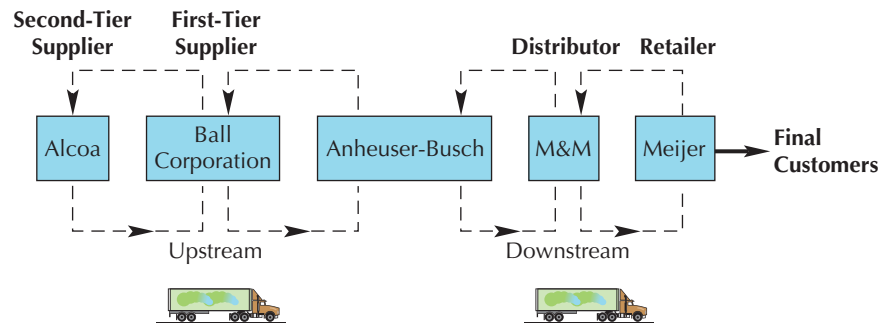 Second-Tier
Supplier
First-Tier
Supplier
Distributor
Retailer
Alcoa
Ball
Corporation
Anheuser-Busch
M&M
Meijer
Final
Customers
Upstream
Downstream